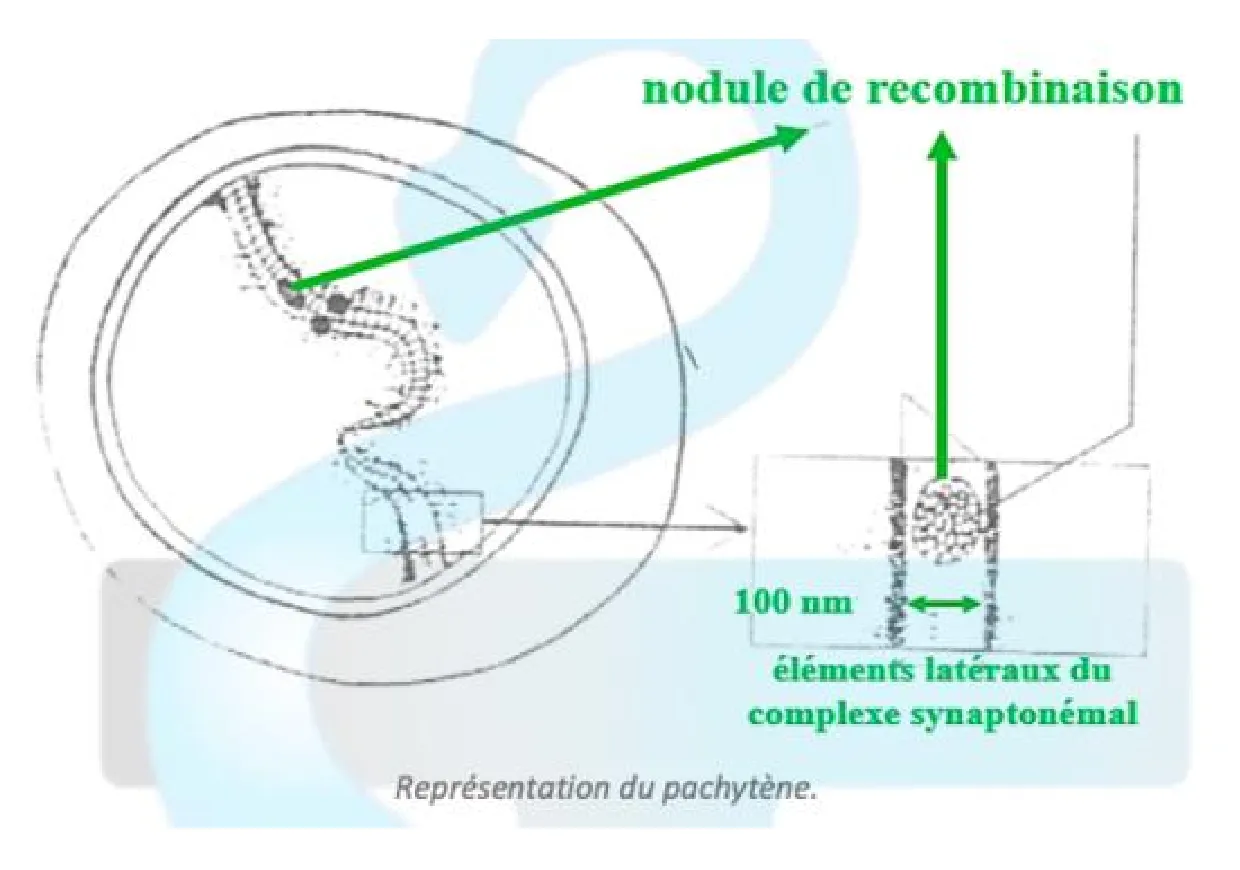 nodule de recombinaison
100 nm
éléments latéraux du
complexe synaptonémal
Représentation du pachytène.